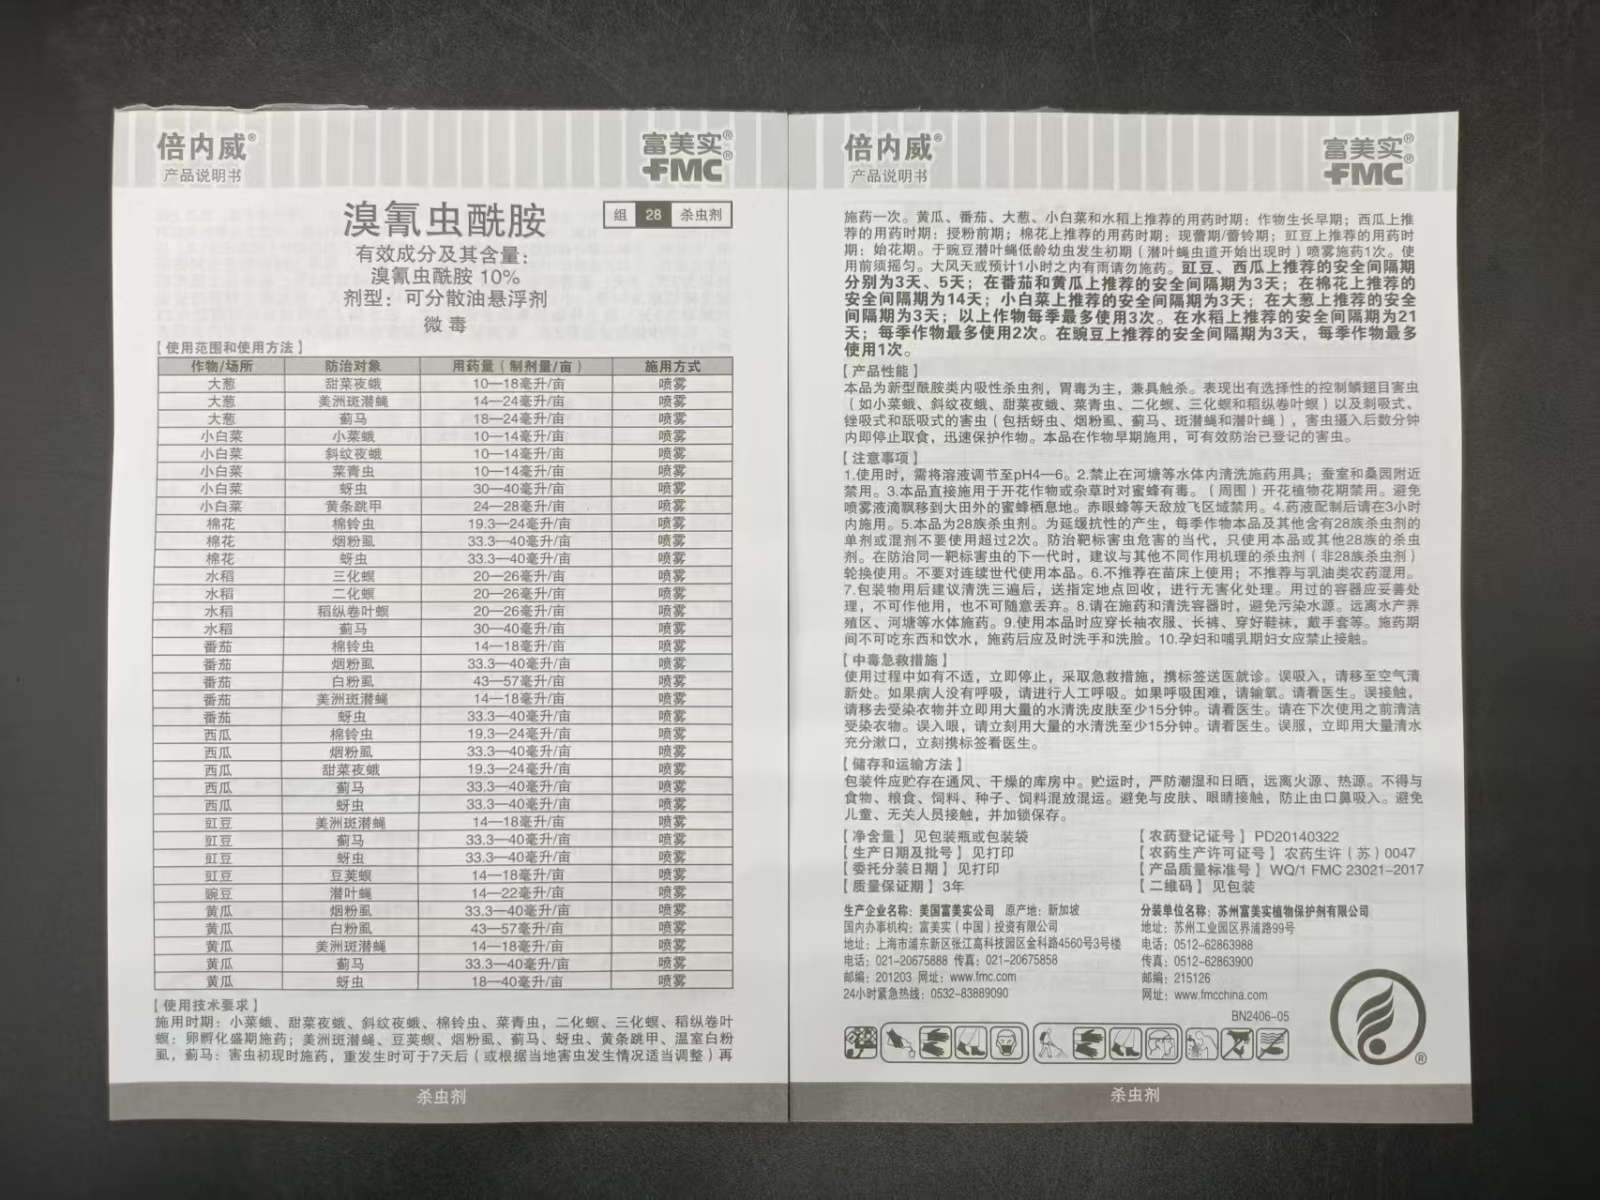 倍内威®
产品说明书
富美实®
FMC®
溴氰虫酰胺
组 28 杀虫剂
有效成分及其含量：
溴氰虫酰胺 10%
剂型：可分散油悬浮剂
微毒
【使用范围和使用方法】
作物/场所 防治对象 用药量（制剂量/亩） 施用方式
大葱 甜菜夜蛾 10—18毫升/亩 喷雾
大葱 美洲斑潜蝇 14—24毫升/亩 喷雾
大葱 蓟马 18—24毫升/亩 喷雾
小白菜 小菜蛾 10—14毫升/亩 喷雾
小白菜 斜纹夜蛾 10—14毫升/亩 喷雾
小白菜 菜青虫 10—14毫升/亩 喷雾
小白菜 蚜虫 30—40毫升/亩 喷雾
小白菜 黄条跳甲 24—28毫升/亩 喷雾
棉花 棉铃虫 19.3—24毫升/亩 喷雾
棉花 烟粉虱 33.3—40毫升/亩 喷雾
棉花 蚜虫 33.3—40毫升/亩 喷雾
水稻 三化螟 20—26毫升/亩 喷雾
水稻 二化螟 20—26毫升/亩 喷雾
水稻 稻纵卷叶螟 20—26毫升/亩 喷雾
水稻 蓟马 30—40毫升/亩 喷雾
番茄 棉铃虫 14—18毫升/亩 喷雾
番茄 烟粉虱 33.3—40毫升/亩 喷雾
番茄 白粉虱 43—57毫升/亩 喷雾
番茄 美洲斑潜蝇 14—18毫升/亩 喷雾
番茄 蚜虫 33.3—40毫升/亩 喷雾
西瓜 棉铃虫 19.3—24毫升/亩 喷雾
西瓜 烟粉虱 33.3—40毫升/亩 喷雾
西瓜 甜菜夜蛾 19.3—24毫升/亩 喷雾
西瓜 蓟马 33.3—40毫升/亩 喷雾
西瓜 蚜虫 33.3—40毫升/亩 喷雾
豇豆 美洲斑潜蝇 14—18毫升/亩 喷雾
豇豆 蓟马 33.3—40毫升/亩 喷雾
豇豆 蚜虫 33.3—40毫升/亩 喷雾
豇豆 豆荚螟 14—18毫升/亩 喷雾
豌豆 潜叶蝇 14—22毫升/亩 喷雾
黄瓜 烟粉虱 33.3—40毫升/亩 喷雾
黄瓜 白粉虱 43—57毫升/亩 喷雾
黄瓜 美洲斑潜蝇 14—18毫升/亩 喷雾
黄瓜 蓟马 33.3—40毫升/亩 喷雾
黄瓜 蚜虫 18—40毫升/亩 喷雾
【使用技术要求】
施用时期：小菜蛾、甜菜夜蛾、斜纹夜蛾、棉铃虫、菜青虫，二化螟、三化螟、稻纵卷叶
螟：卵孵化盛期施药；美洲斑潜蝇、豆荚螟、烟粉虱、蓟马、蚜虫、黄条跳甲、温室白粉
虱，蓟马：害虫初现时施药，重发生时可于7天后（或根据当地害虫发生情况适当调整）再
杀虫剂
倍内威®
产品说明书
富美实®
FMC®
施药一次。黄瓜、番茄、大葱、小白菜和水稻上推荐的用药时期：作物生长早期；西瓜上推
荐的用药时期：授粉前期；棉花上推荐的用药时期：现蕾期/蕾铃期；豇豆上推荐的用药时
期：始花期。于豌豆潜叶蝇低龄幼虫发生初期（潜叶蝇虫道开始出现时）喷雾施药1次。使
用前须摇匀。大风天或预计1小时之内有雨请勿施药。豇豆、西瓜上推荐的安全间隔期
分别为3天、5天；在番茄和黄瓜上推荐的安全间隔期为3天；在棉花上推荐的
安全间隔期为14天；小白菜上推荐的安全间隔期为3天；在大葱上推荐的安全
间隔期为3天；以上作物每季最多使用3次。在水稻上推荐的安全间隔期为21
天；每季作物最多使用2次。在豌豆上推荐的安全间隔期为3天，每季作物最多
使用1次。
【产品性能】
本品为新型酰胺类内吸性杀虫剂，胃毒为主，兼具触杀。表现出有选择性的控制鳞翅目害虫
（如小菜蛾、斜纹夜蛾、甜菜夜蛾、菜青虫、二化螟、三化螟和稻纵卷叶螟）以及刺吸式、
锉吸式和舐吸式的害虫（包括蚜虫、烟粉虱、蓟马、斑潜蝇和潜叶蝇），害虫摄入后数分钟
内即停止取食，迅速保护作物。本品在作物早期施用，可有效防治已登记的害虫。
【注意事项】
1.使用时，需将溶液调节至pH4—6。2.禁止在河塘等水体内清洗施药用具；蚕室和桑园附近
禁用。3.本品直接施用于开花作物或杂草时对蜜蜂有毒。（周围）开花植物花期禁用。避免
喷雾液滴飘移到大田外的蜜蜂栖息地。赤眼蜂等天敌放飞区域禁用。4.药液配制后请在3小时
内施用。5.本品为28族杀虫剂。为延缓抗性的产生，每季作物本品及其他含有28族杀虫剂的
单剂或混剂不要使用超过2次。防治靶标害虫危害的当代，只使用本品或其他28族的杀虫
剂。在防治同一靶标害虫的下一代时，建议与其他不同作用机理的杀虫剂（非28族杀虫剂）
轮换使用。不要对连续世代使用本品。6.不推荐在苗床上使用；不推荐与乳油类农药混用。
7.包装物用后建议清洗三遍后，送指定地点回收，进行无害化处理。用过的容器应妥善处
理，不可作他用，也不可随意丢弃。8.请在施药和清洗容器时，避免污染水源。远离水产养
殖区、河塘等水体施药。9.使用本品时应穿长袖衣服、长裤、穿好鞋袜，戴手套等。施药期
间不可吃东西和饮水，施药后应及时洗手和洗脸。10.孕妇和哺乳期妇女应禁止接触。
【中毒急救措施】
使用过程中如有不适，立即停止，采取急救措施，携标签送医就诊。误吸入，请移至空气清
新处。如果病人没有呼吸，请进行人工呼吸。如果呼吸困难，请输氧。请看医生。误接触，
请移去受染衣物并立即用大量的水清洗皮肤至少15分钟。请看医生。请在下次使用之前清洁
受染衣物。误入眼，请立刻用大量的水清洗至少15分钟。请看医生。误服，立即用大量清水
充分漱口，立刻携标签看医生。
【储存和运输方法】
包装件应贮存在通风、干燥的库房中。贮运时，严防潮湿和日晒，远离火源、热源。不得与
食物、粮食、饲料、种子、饲料混放混运。避免与皮肤、眼睛接触，防止由口鼻吸入。避免
儿童、无关人员接触，并加锁保存。
【净含量】见包装瓶或包装袋 【农药登记证号】PD20140322
【生产日期及批号】见打印 【农药生产许可证号】农药生许（苏）0047
【委托分装日期】见打印 【产品质量标准号】WQ/1 FMC 23021-2017
【质量保证期】3年 【二维码】见包装
生产企业名称：美国富美实公司 原产地：新加坡
国内办事机构：富美实（中国）投资有限公司
地址：上海市浦东新区张江高科技园区金科路4560号3号楼
电话：021-20675888 传真：021-20675858
邮编：201203 网址：www.fmc.com
24小时紧急热线：0532-83889090
分装单位名称：苏州富美实植物保护剂有限公司
地址：苏州工业园区界浦路99号
电话：0512-62863988
传真：0512-62863900
邮编：215126
网址：www.fmcchina.com
BN2406-05
®
杀虫剂